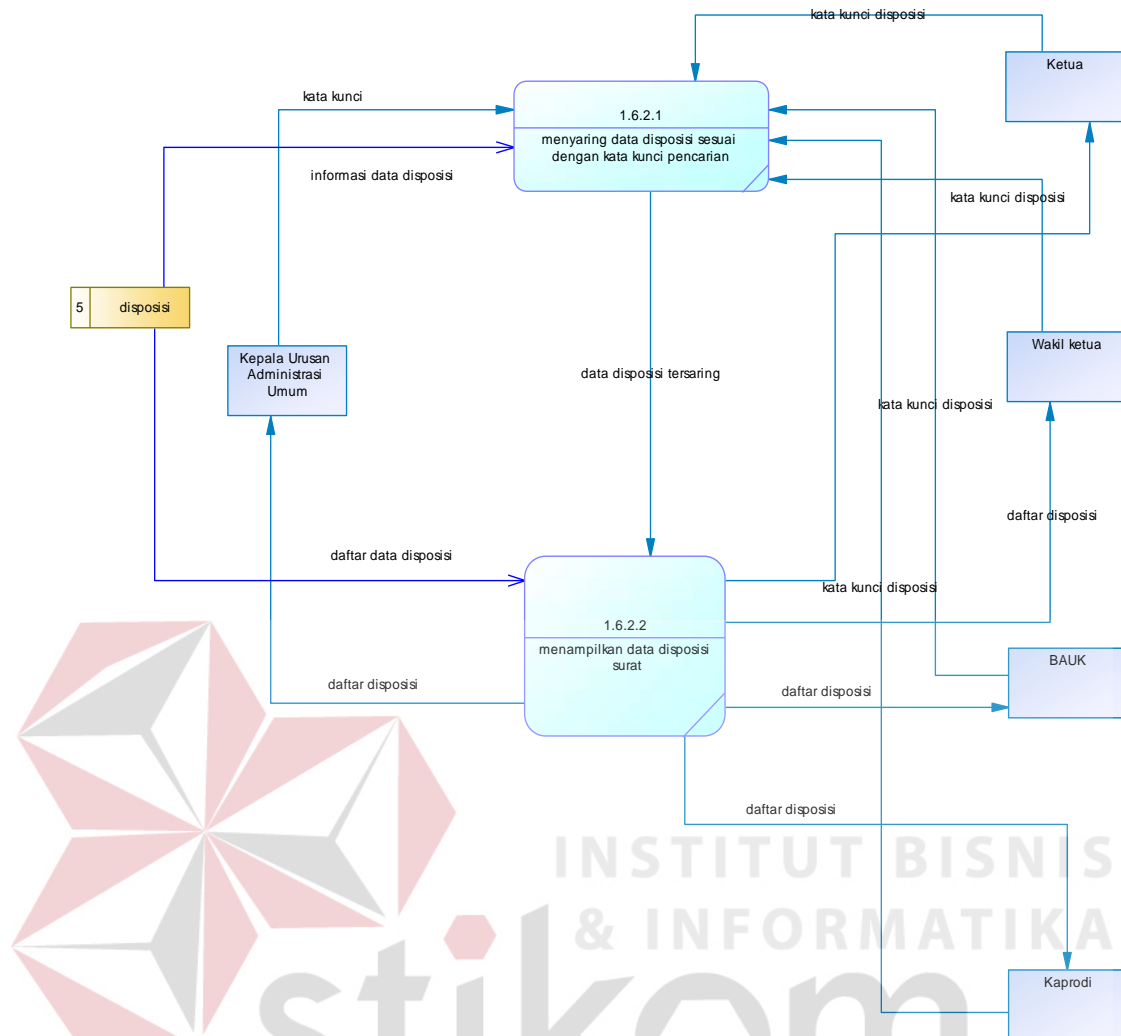 kata kunci disposisi
Ketua
kata kunci
1.6.2.1
menyaring data disposisi sesuai
dengan kata kunci pencarian
informasi data disposisi
kata kunci disposisi
5 disposisi
Kepala Urusan
Administrasi
Umum
Wakil ketua
data disposisi tersaring
kata kunci disposisi
daftar disposisi
daftar data disposisi
kata kunci disposisi
1.6.2.2
menampilkan data disposisi
surat
BAUK
daftar disposisi
daftar disposisi
daftar disposisi
INSTITUT BISNIS
& INFORMATIKA
stikom
Kaprodi